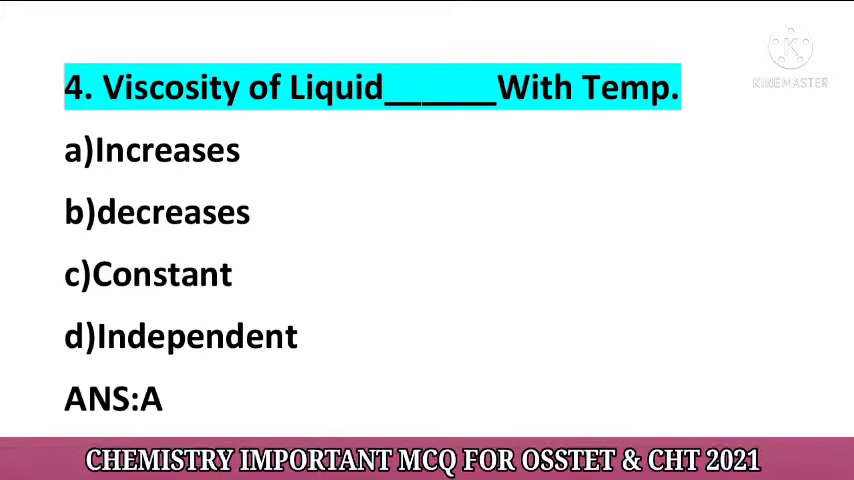 4. Viscosity of Liquid______With Temp.
K
KINEMASTER
a)Increases
b)decreases
c)Constant
d)Independent
ANS:A
CHEMISTRY IMPORTANT MCQ FOR OSSTET & CHT 2021